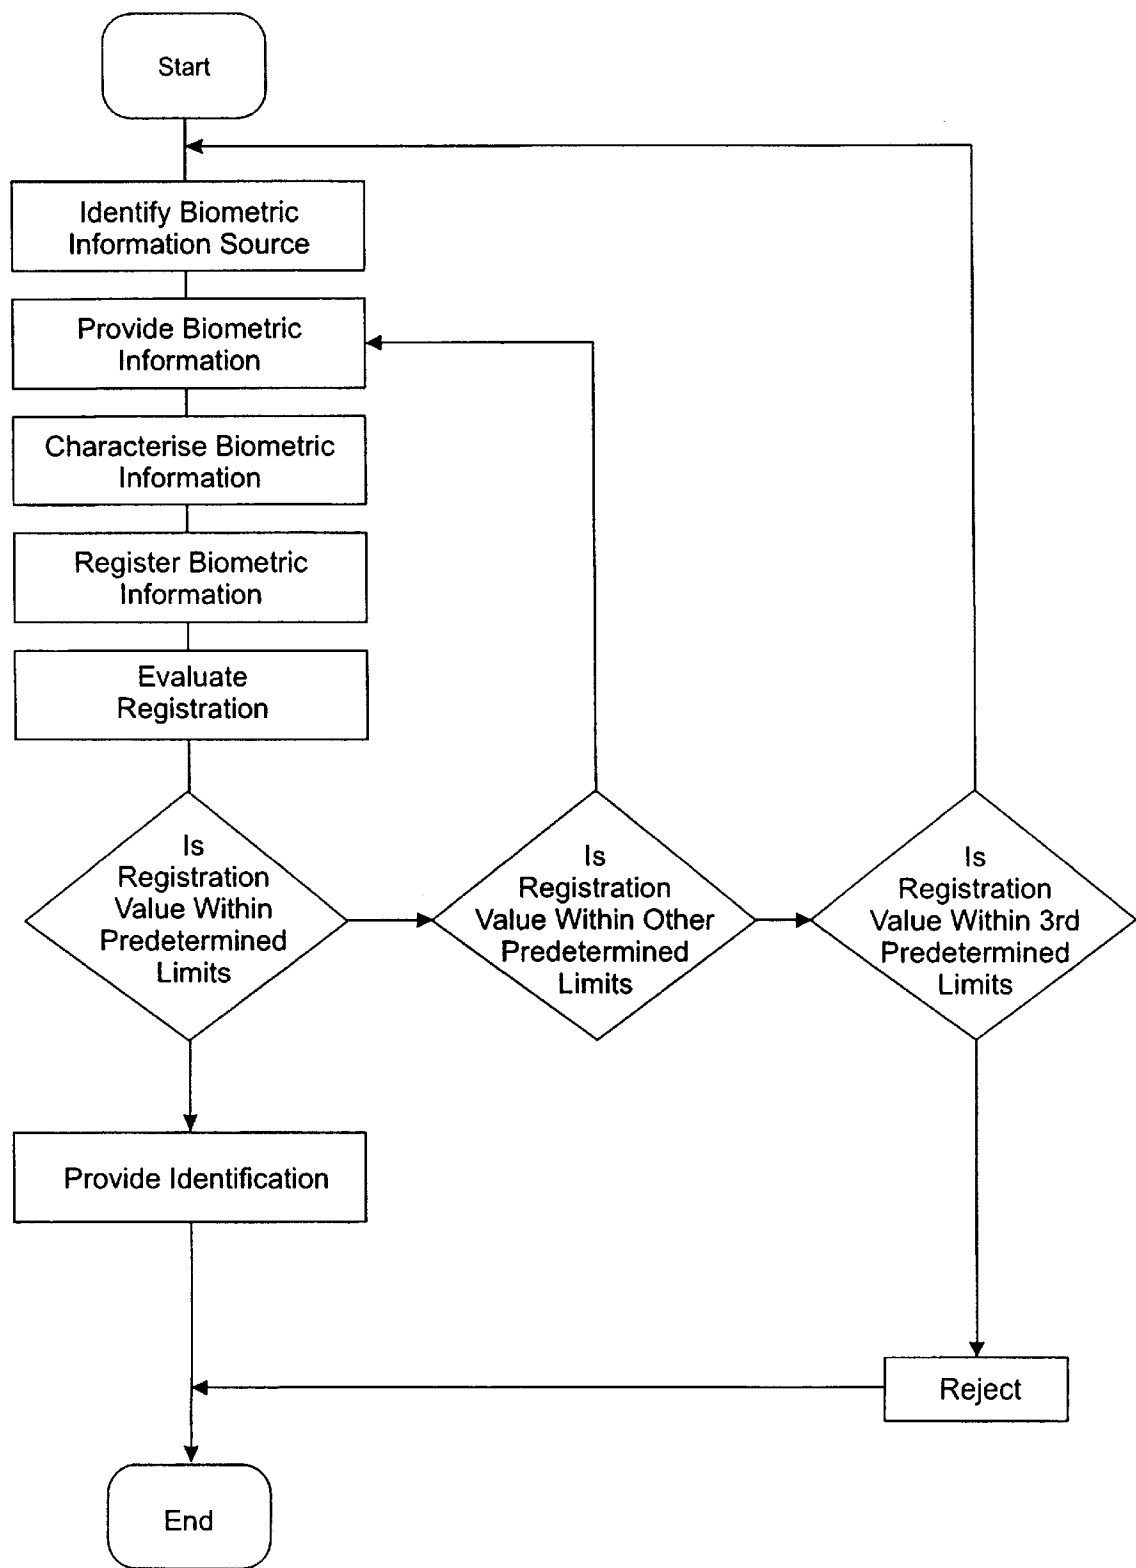 Start
Identify Biometric
Information Source
Provide Biometric
Information
Characterise Biometric
Information
Register Biometric
Information
Evaluate
Registration
Is
Registration
Value Within
Predetermined
Limits
Is
Registration
Value Within Other
Predetermined
Limits
Is
Registration
Value Within 3rd
Predetermined
Limits
Provide Identification
Reject
End